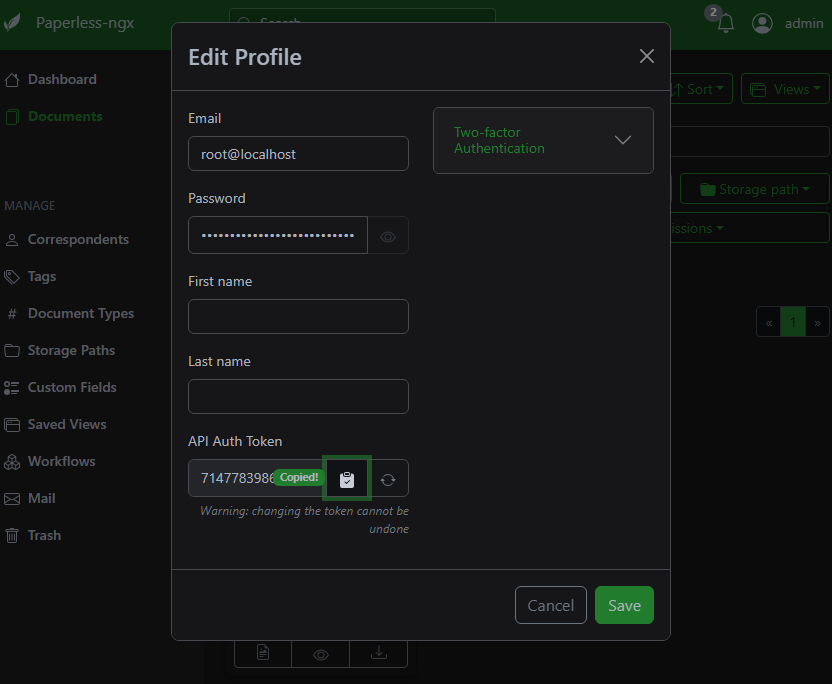 Paperless-ngx
Search
2
admin
Edit Profile
Dashboard
Documents
MANAGE
Correspondents
Tags
# Document Types
Storage Paths
Custom Fields
Saved Views
Workflows
Mail
Trash
Email
root@localhost
Password
First name
Last name
API Auth Token
7147783986
Copied!
Warning: changing the token cannot be
undone
Two-factor
Authentication
Cancel
Save
Sort
Views
Storage path
issions
« 1 »